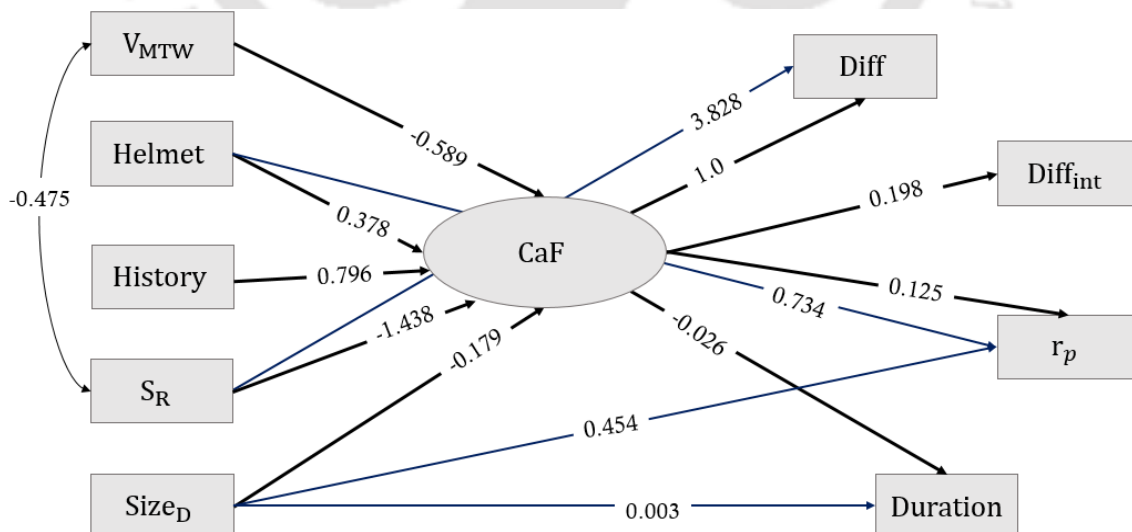 V_MTW
Helmet
-0.475
History
S_R
Size_D
-0.589
0.378
0.796
-1.438
-0.179
CaF
3.828
1.0
0.198
0.125
0.734
-0.026
0.454
0.003
Diff
Diff_int
r_p
Duration